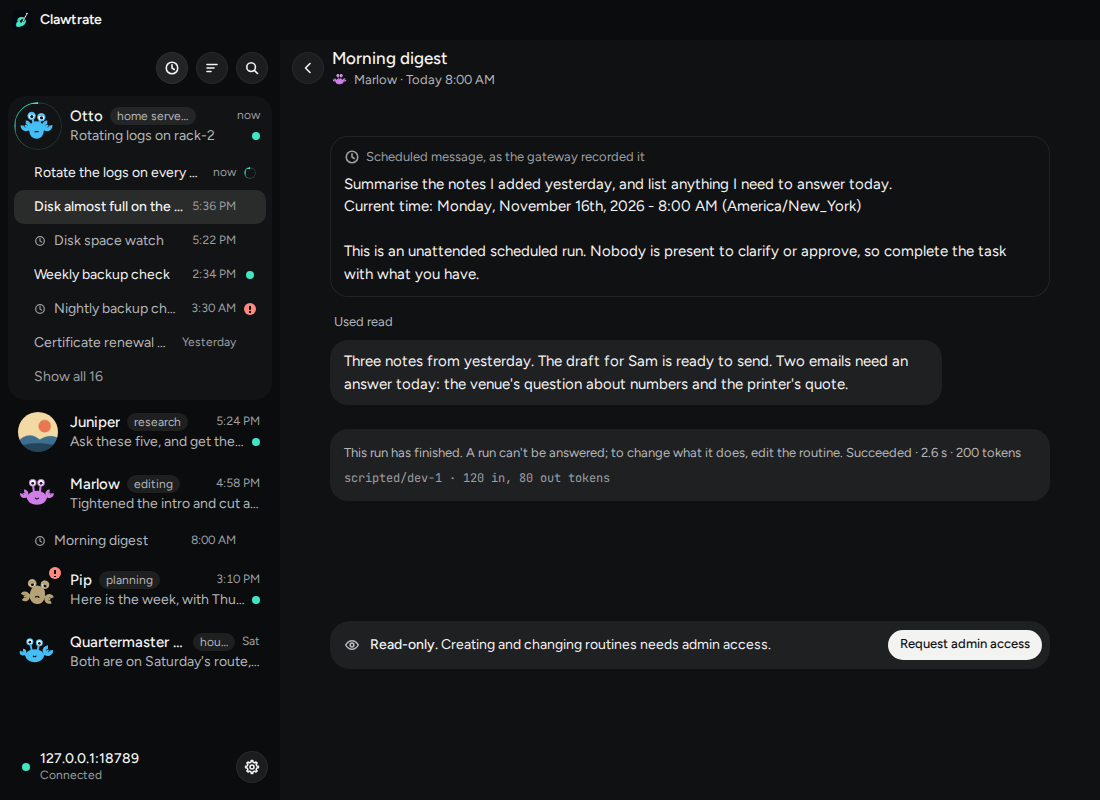 Clawtrate
Otto home serve... now
Rotating logs on rack-2
Rotate the logs on every ... now
Disk almost full on the ... 5:36 PM
Disk space watch 5:22 PM
Weekly backup check 2:34 PM
Nightly backup ch... 3:30 AM
Certificate renewal ... Yesterday
Show all 16
Juniper research 5:24 PM
Ask these five, and get the...
Marlow editing 4:58 PM
Tightened the intro and cut a...
Morning digest 8:00 AM
Pip planning 3:10 PM
Here is the week, with Thu...
Quartermaster ... hou... Sat
Both are on Saturday's route,...
127.0.0.1:18789
Connected
Morning digest
Marlow · Today 8:00 AM
Scheduled message, as the gateway recorded it
Summarise the notes I added yesterday, and list anything I need to answer today.
Current time: Monday, November 16th, 2026 - 8:00 AM (America/New_York)
This is an unattended scheduled run. Nobody is present to clarify or approve, so complete the task
with what you have.
Used read
Three notes from yesterday. The draft for Sam is ready to send. Two emails need an
answer today: the venue's question about numbers and the printer's quote.
This run has finished. A run can't be answered; to change what it does, edit the routine. Succeeded · 2.6 s · 200 tokens
scripted/dev-1 · 120 in, 80 out tokens
Read-only. Creating and changing routines needs admin access.
Request admin access